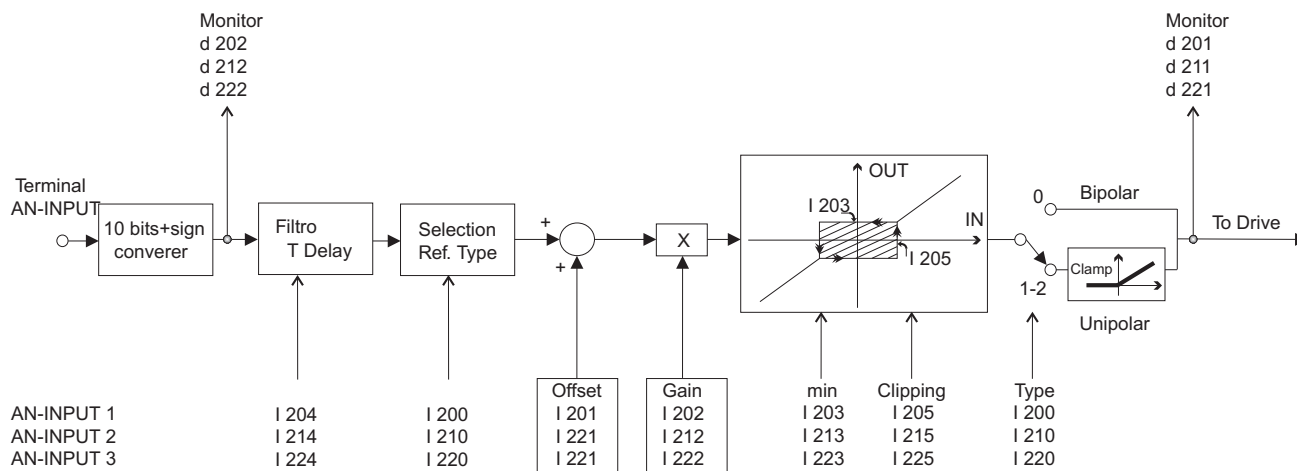 Monitor
d 202
d 212
d 222
Monitor
d 201
d 211
d 221
Terminal
AN-INPUT
10 bits+sign
converer
Filtro
T Delay
Selection
Ref. Type
+
+
X
OUT
I 203
IN
I 205
0
Bipolar
1-2
Clamp
Unipolar
To Drive
Offset
Gain
min
Clipping
Type
AN-INPUT 1
I 204
I 200
I 201
I 202
I 203
I 205
I 200
AN-INPUT 2
I 214
I 210
I 221
I 212
I 213
I 215
I 210
AN-INPUT 3
I 224
I 220
I 221
I 222
I 223
I 225
I 220